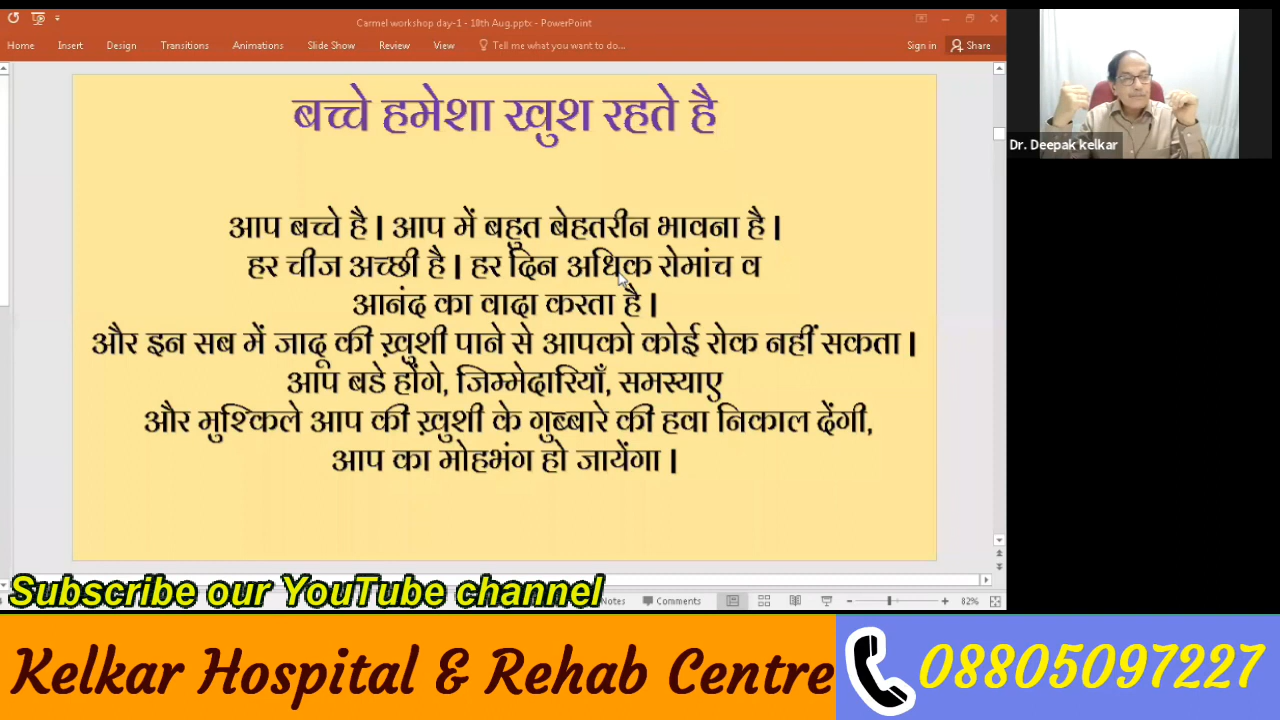 Carmel workshop day-1 - 19th Aug.pptx - PowerPoint
Home Insert Design Transitions Animations Slide Show Review View Tell me what you want to do... Sign in Share
बच्चे हमेशा खुश रहते है
आप बच्चे है | आप में बहुत बेहतरीन भावना है |
हर चीज अच्छी है | हर दिन अधिक रोमांच व
आनंद का वादा करता है |
और इन सब में जादू की ख़ुशी पाने से आपको कोई रोक नहीं सकता |
आप बडे होंगे, जिम्मेदारियाँ, समस्याए
और मुश्किले आप की ख़ुशी के गुब्बारे की हवा निकाल देंगी,
आप का मोहभंग हो जायेंगा |
Dr. Deepak kelkar
Subscribe our YouTube channel
Notes Comments 82%
Kelkar Hospital & Rehab Centre
08805097227